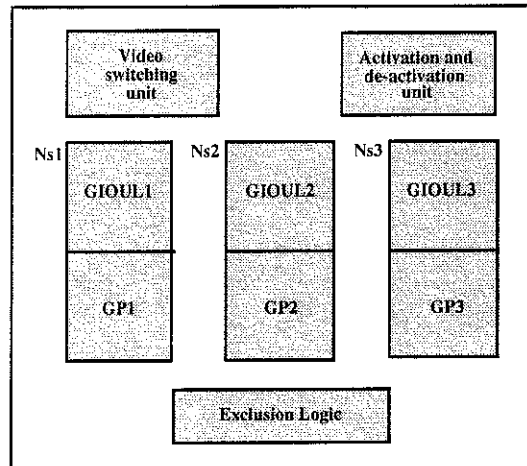 Video
switching
unit
Activation and
de-activation
unit
Ns1
Ns2
Ns3
GIOUL1
GIOUL2
GIOUL3
GP1
GP2
GP3
Exclusion Logic